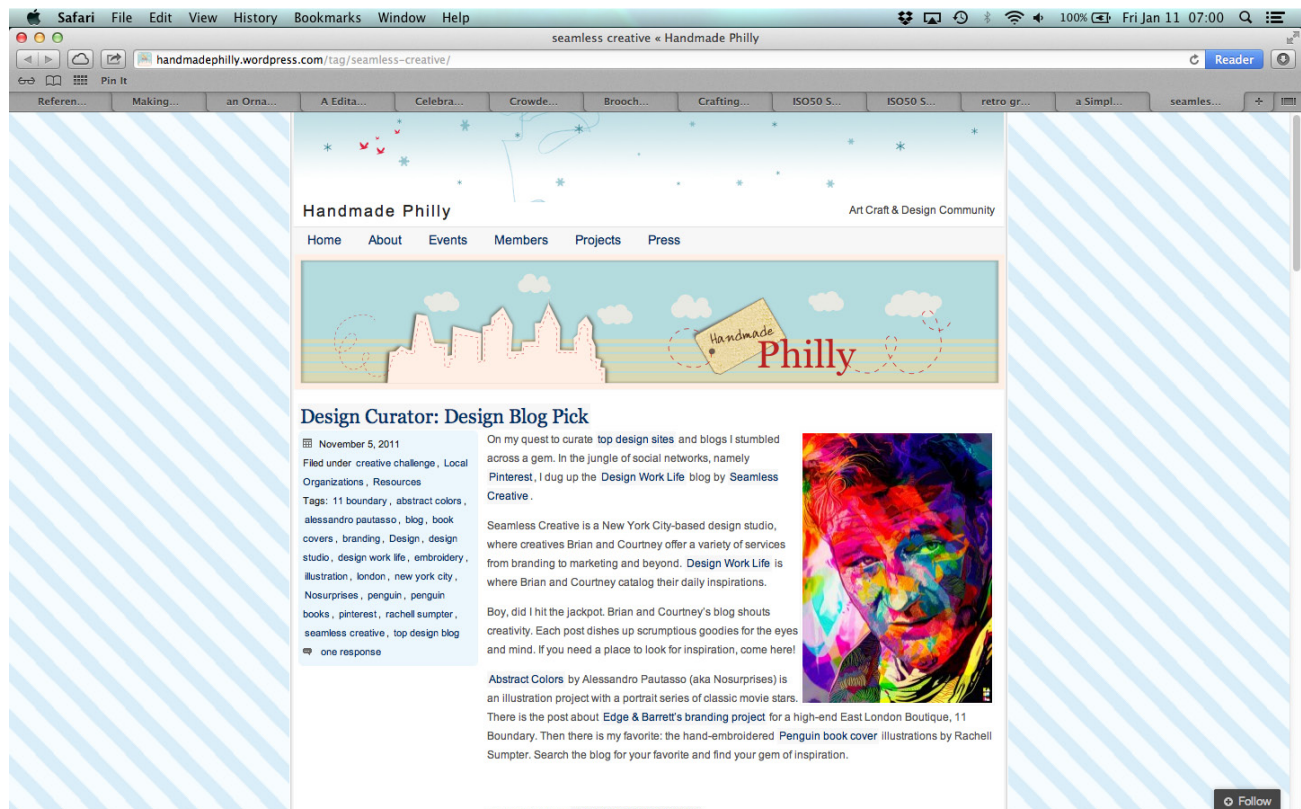 Safari File Edit View History Bookmarks Window Help 100% Fri Jan 11 07:00
seamless creative « Handmade Philly
handmadephilly.wordpress.com/tag/seamless-creative/ Reader
Pin It
Referen... Making... an Orna... A Edita... Celebra... Crowde... Brooch... Crafting... ISO50 S... ISO50 S... retro gr... a Simpl... seamles...
Handmade Philly
Art Craft & Design Community
Home About Events Members Projects Press
Handmade
Philly
Design Curator: Design Blog Pick
November 5, 2011
Filed under creative challenge, Local
Organizations, Resources
Tags: 11 boundary, abstract colors,
alessandro pautasso, blog, book
covers, branding, Design, design
studio, design work life, embroidery,
illustration, london, new york city,
Nosurprises, penguin, penguin
books, pinterest, rachell sumpter,
seamless creative, top design blog
one response
On my quest to curate top design sites and blogs I stumbled
across a gem. In the jungle of social networks, namely
Pinterest, I dug up the Design Work Life blog by Seamless
Creative.
Seamless Creative is a New York City-based design studio,
where creatives Brian and Courtney offer a variety of services
from branding to marketing and beyond. Design Work Life is
where Brian and Courtney catalog their daily inspirations.
Boy, did I hit the jackpot. Brian and Courtney's blog shouts
creativity. Each post dishes up scrumptious goodies for the eyes
and mind. If you need a place to look for inspiration, come here!
Abstract Colors by Alessandro Pautasso (aka Nosurprises) is
an illustration project with a portrait series of classic movie stars.
There is the post about Edge & Barrett's branding project for a high-end East London Boutique, 11
Boundary. Then there is my favorite: the hand-embroidered Penguin book cover illustrations by Rachell
Sumpter. Search the blog for your favorite and find your gem of inspiration.
Follow